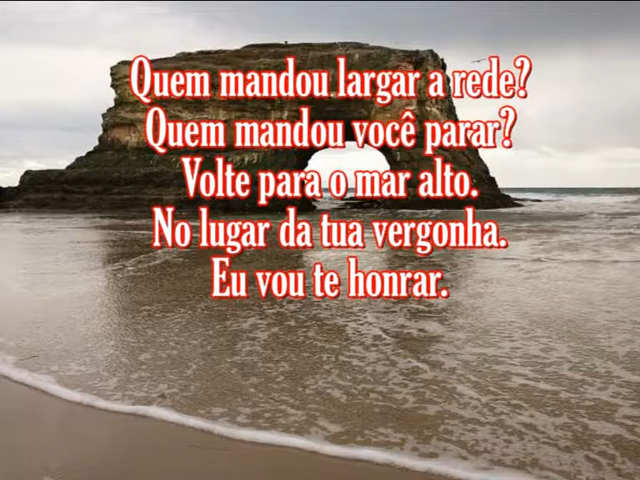 Quem mandou largar a rede?
Quem mandou você parar?
Volte para o mar alto.
No lugar da tua vergonha.
Eu vou te honrar.